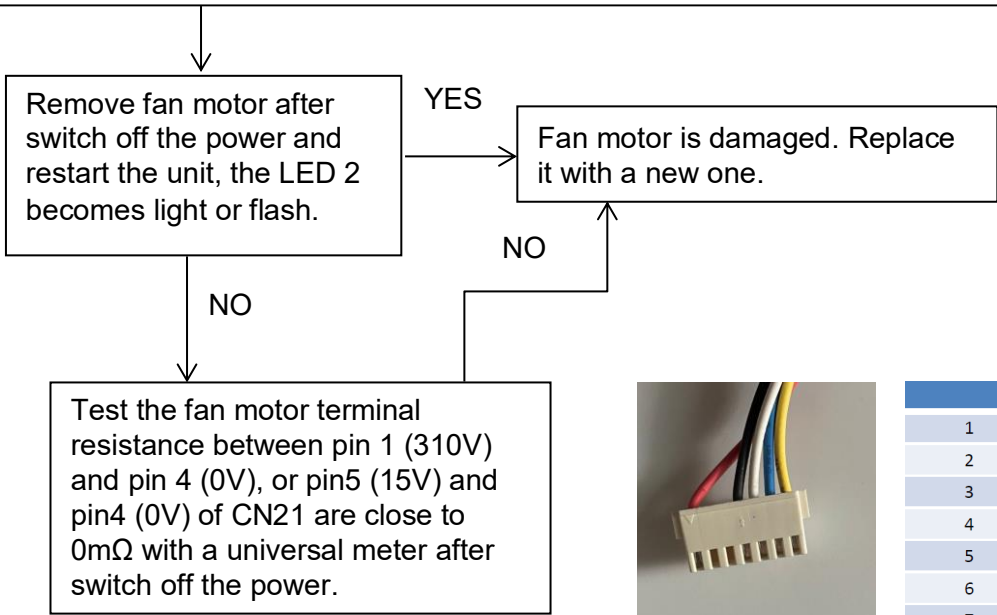 Remove fan motor after
switch off the power and
restart the unit, the LED 2
becomes light or flash.
YES
Fan motor is damaged. Replace
it with a new one.
NO
NO
Test the fan motor terminal
resistance between pin 1 (310V)
and pin 4 (0V), or pin5 (15V) and
pin4 (0V) of CN21 are close to
0mΩ with a universal meter after
switch off the power.
1
2
3
4
5
6